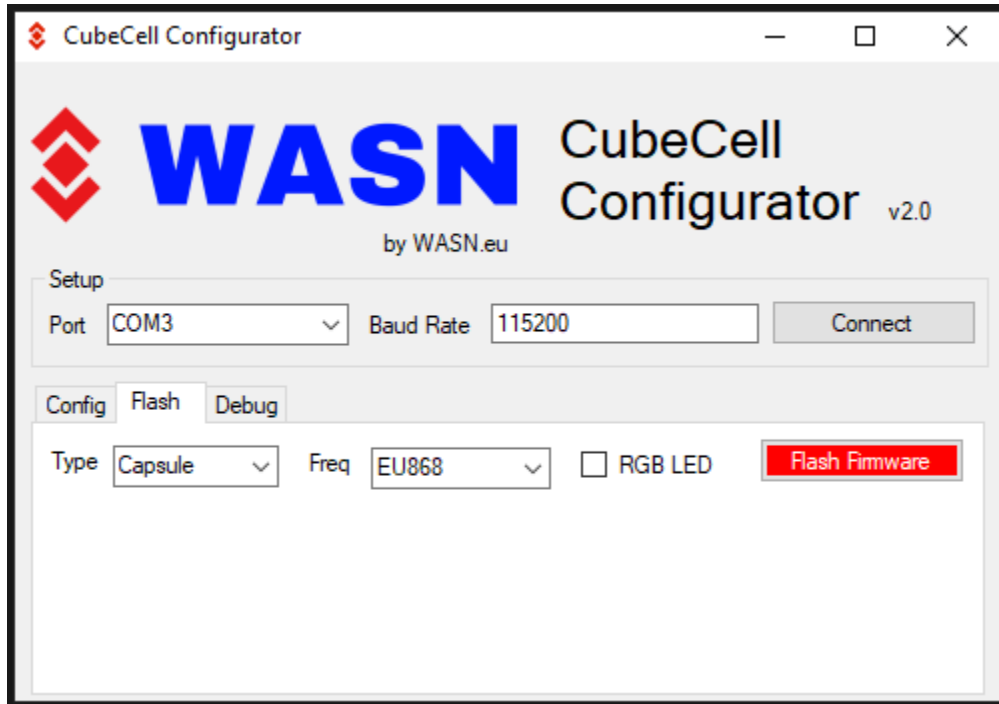 CubeCell Configurator
WASN
CubeCell
Configurator v2.0
by WASN.eu
Setup
Port COM3 Baud Rate 115200 Connect
Config Flash Debug
Type Capsule Freq EU868 RGB LED Flash Firmware